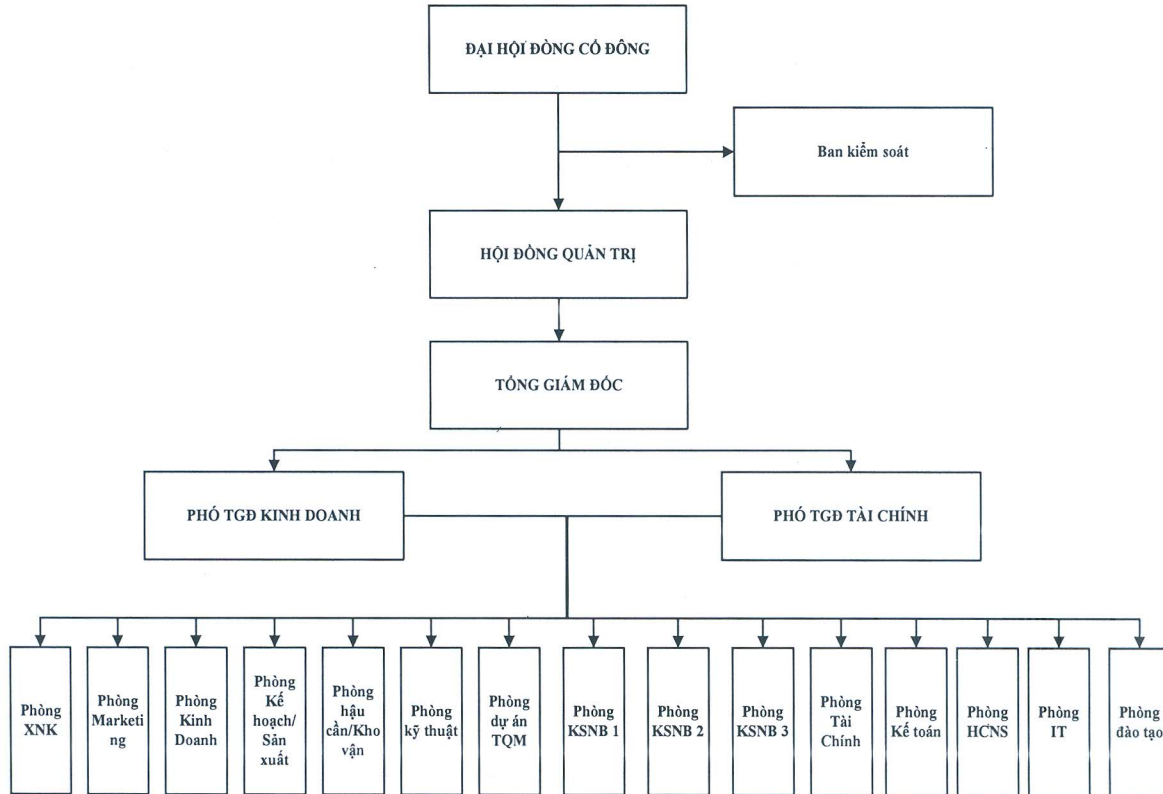 ĐẠI HỘI ĐỒNG CỔ ĐÔNG
Ban kiểm soát
HỘI ĐỒNG QUẢN TRỊ
TỔNG GIÁM ĐỐC
PHÓ TGĐ KINH DOANH
PHÓ TGĐ TÀI CHÍNH
Phòng
XNK
Phòng
Marketi
ng
Phòng
Kinh
Doanh
Phòng
Kế
hoạch/
Sản
xuất
Phòng
hậu
cần/Kho
vận
Phòng
kỹ thuật
Phòng
dự án
TQM
Phòng
KSNB 1
Phòng
KSNB 2
Phòng
KSNB 3
Phòng
Tài
Chính
Phòng
Kế toán
Phòng
HCNS
Phòng
IT
Phòng
đào tạo